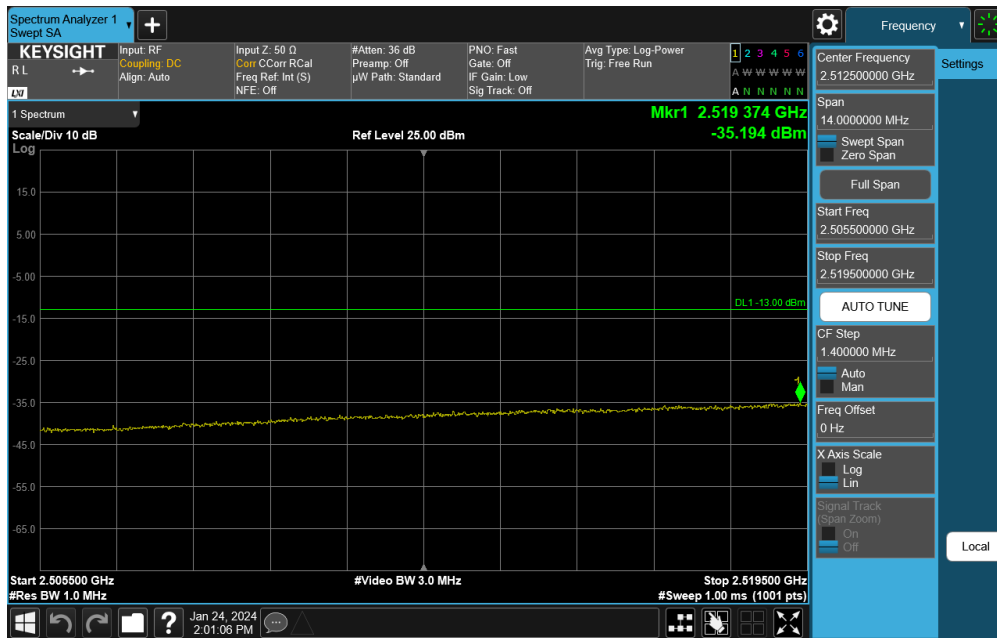 Spectrum Analyzer 1
Swept SA
Frequency
KEYSIGHT
R L
LXI
Input: RF
Coupling: DC
Align: Auto
Input Z: 50 Ω
Corr CCorr RCal
Freq Ref: Int (S)
NFE: Off
#Atten: 36 dB
Preamp: Off
µW Path: Standard
PNO: Fast
Gate: Off
IF Gain: Low
Sig Track: Off
Avg Type: Log-Power
Trig: Free Run
1 2 3 4 5 6
A W W W W W
A N N N N N
1 Spectrum
Scale/Div 10 dB
Log
Ref Level 25.00 dBm
Mkr1 2.519 374 GHz
-35.194 dBm
15.0
5.00
-5.00
-15.0
-25.0
-35.0
-45.0
-55.0
-65.0
DL1 -13.00 dBm
1
Start 2.505500 GHz
#Res BW 1.0 MHz
#Video BW 3.0 MHz
Stop 2.519500 GHz
#Sweep 1.00 ms (1001 pts)
Center Frequency
2.512500000 GHz
Settings
Span
14.0000000 MHz
Swept Span
Zero Span
Full Span
Start Freq
2.505500000 GHz
Stop Freq
2.519500000 GHz
AUTO TUNE
CF Step
1.400000 MHz
Auto
Man
Freq Offset
0 Hz
X Axis Scale
Log
Lin
Signal Track
(Span Zoom)
On
Off
Local
?
Jan 24, 2024
2:01:06 PM